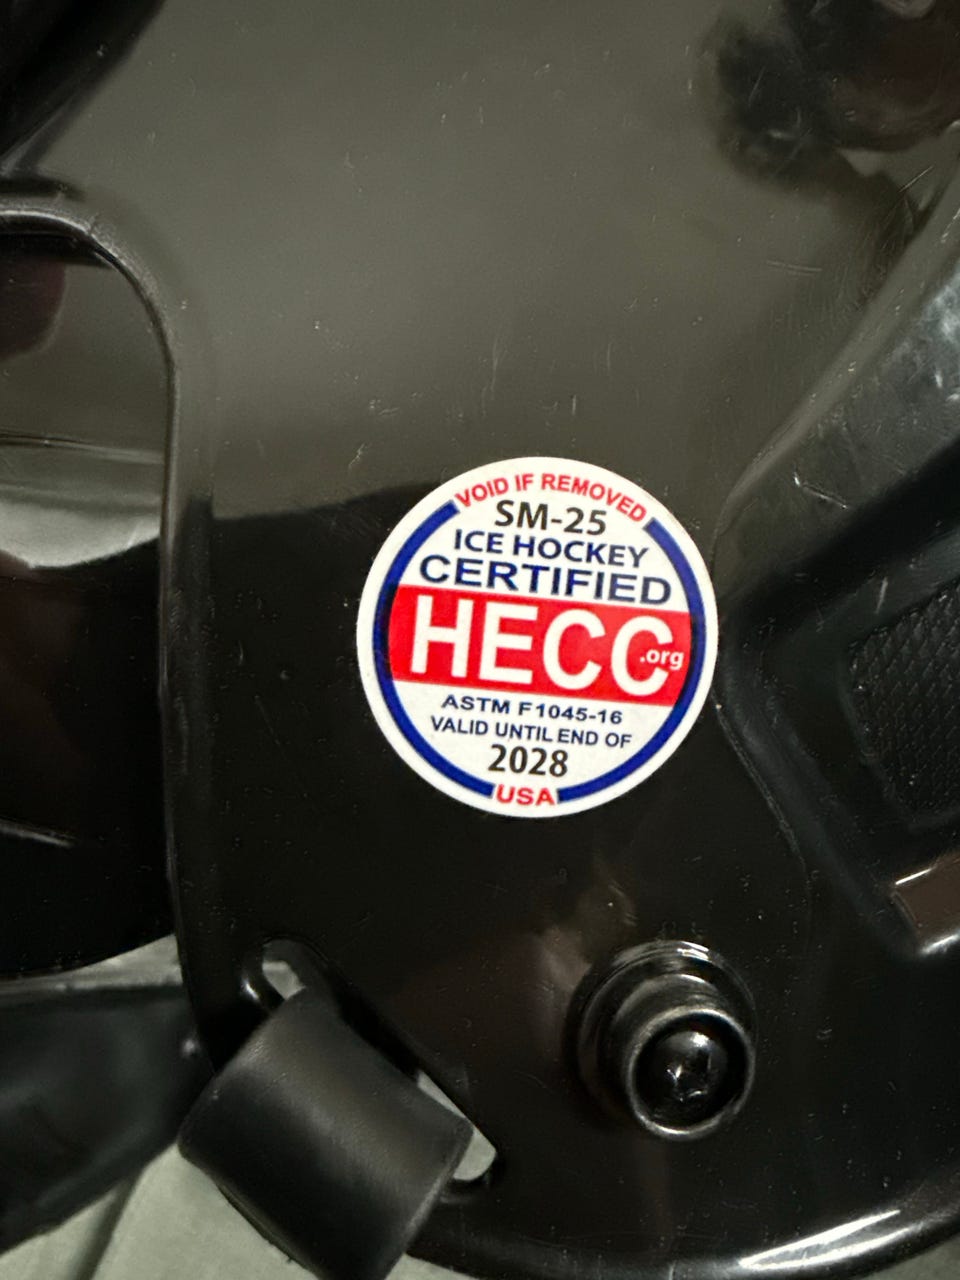 VOID IF REMOVED
SM-25
ICE HOCKEY
CERTIFIED
HECC.org
ASTM F1045-16
VALID UNTIL END OF
2028
USA